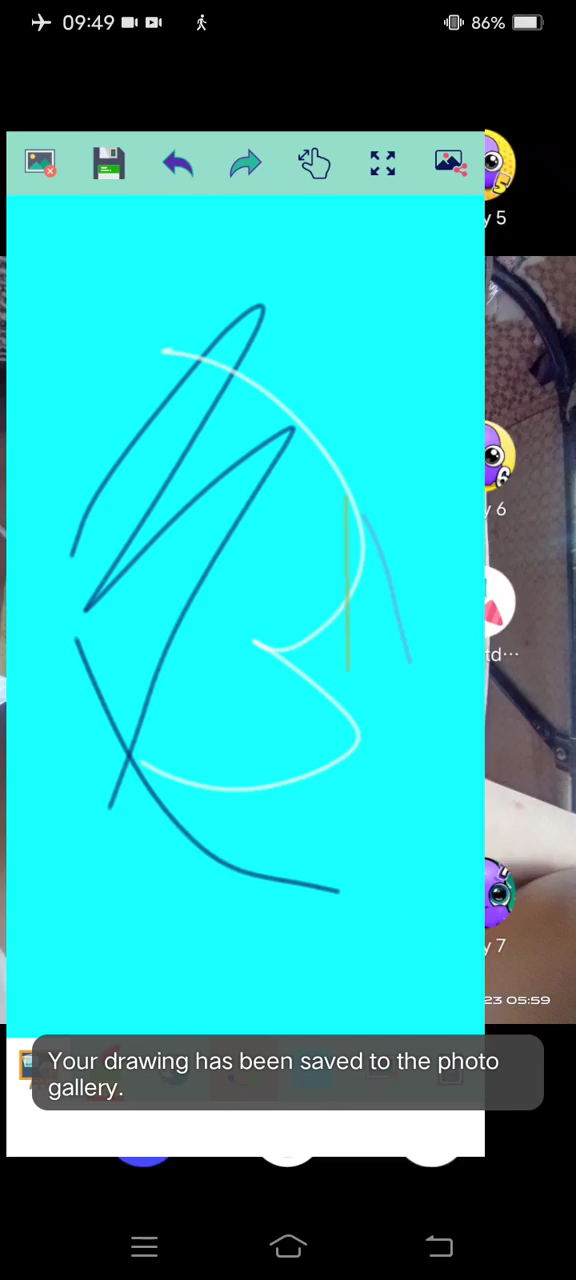 09:49
86%
y 5
y 6
td...
y 7
23 05:59
Your drawing has been saved to the photo
gallery.